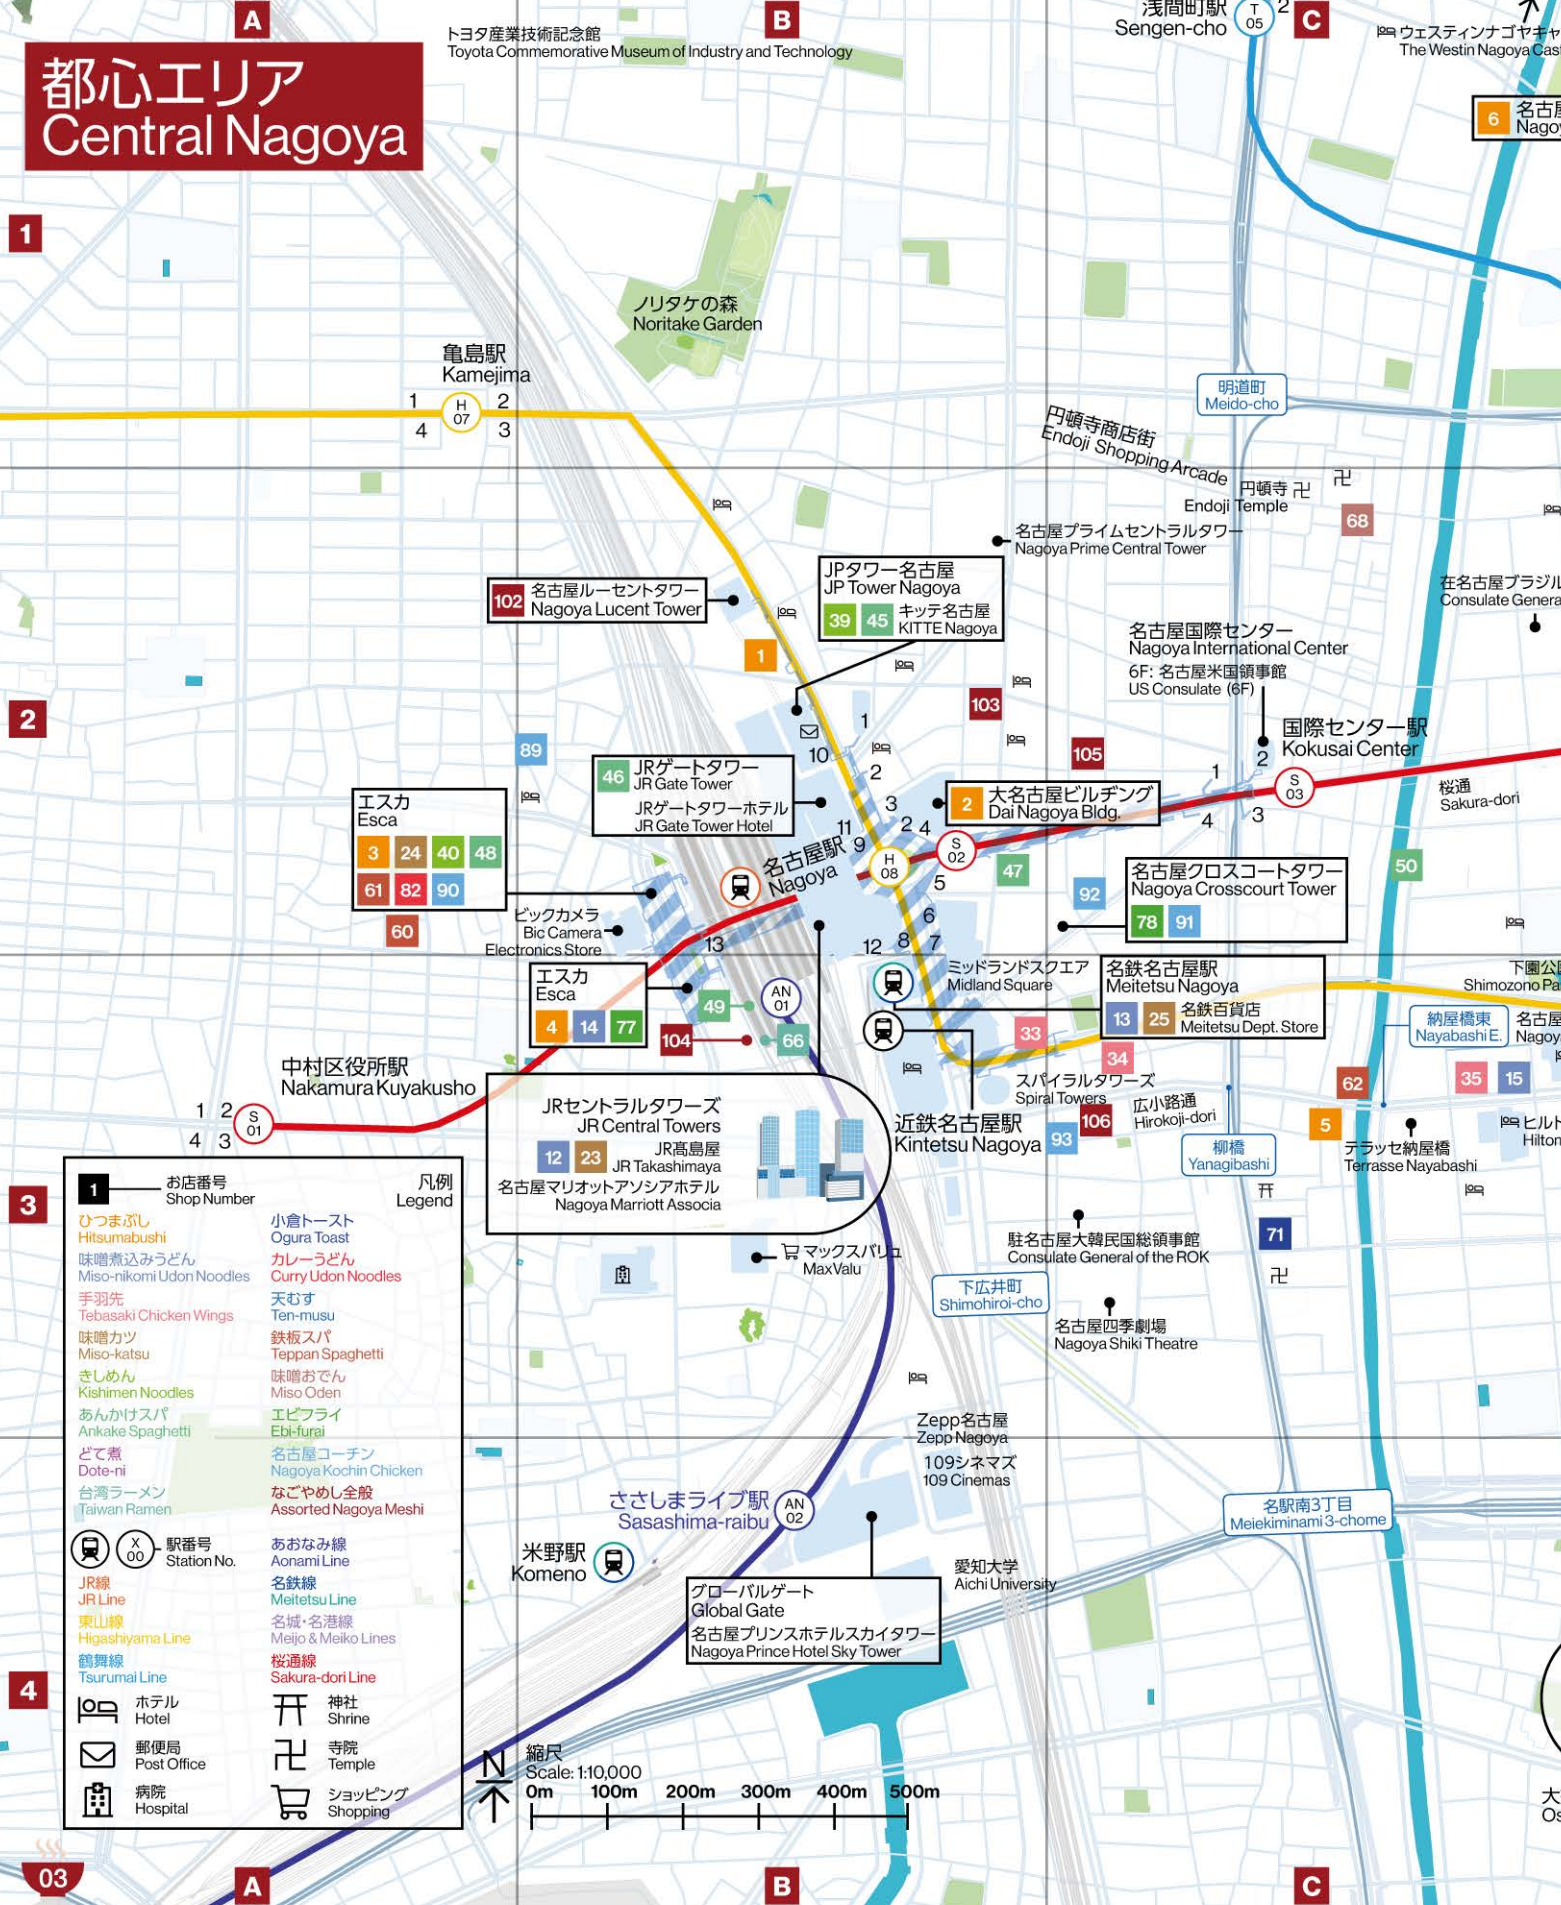 A
B
C
都心エリア
Central Nagoya
トヨタ産業技術記念館
Toyota Commemorative Museum of Industry and Technology
浅間町駅
Sengen-cho
T
05
2
ウェスティンナゴヤキャ
The Westin Nagoya Cas
6
名古屋
Nagoy
1
ノリタケの森
Noritake Garden
亀島駅
Kamejima
1
2
H
07
4
3
明道町
Meido-cho
円頓寺商店街
Endoji Shopping Arcade
円頓寺
Endoji Temple
68
名古屋プライムセントラルタワー
Nagoya Prime Central Tower
102
名古屋ルーセントタワー
Nagoya Lucent Tower
JPタワー名古屋
JP Tower Nagoya
39
45
キッテ名古屋
KITTE Nagoya
在名古屋ブラジル
Consulate Genera
1
名古屋国際センター
Nagoya International Center
6F: 名古屋米国領事館
US Consulate (6F)
2
103
105
国際センター駅
Kokusai Center
1
2
S
03
4
3
桜通
Sakura-dori
89
10
1
2
3
46
JRゲートタワー
JR Gate Tower
JRゲートタワーホテル
JR Gate Tower Hotel
2
大名古屋ビルヂング
Dai Nagoya Bldg.
エスカ
Esca
3
24
40
48
61
82
90
60
11
9
2
4
H
08
S
02
5
名古屋駅
Nagoya
47
92
50
名古屋クロスコートタワー
Nagoya Crosscourt Tower
78
91
ビックカメラ
Bic Camera
Electronics Store
13
12
8
6
7
ミッドランドスクエア
Midland Square
名鉄名古屋駅
Meitetsu Nagoya
13
25
名鉄百貨店
Meitetsu Dept. Store
下園公園
Shimozono Pa
納屋橋東
Nayabashi E.
名古屋
Nagoy
エスカ
Esca
4
14
77
49
AN
01
104
66
33
34
62
35
15
中村区役所駅
Nakamura Kuyakusho
1
2
S
01
4
3
スパイラルタワーズ
Spiral Towers
106
93
広小路通
Hirokoji-dori
5
テラッセ納屋橋
Terrasse Nayabashi
ヒルト
Hilton
近鉄名古屋駅
Kintetsu Nagoya
柳橋
Yanagibashi
JRセントラルタワーズ
JR Central Towers
12
23
JR髙島屋
JR Takashimaya
名古屋マリオットアソシアホテル
Nagoya Marriott Associa
3
1
お店番号
Shop Number
凡例
Legend
ひつまぶし
Hitsumabushi
小倉トースト
Ogura Toast
味噌煮込みうどん
Miso-nikomi Udon Noodles
カレーうどん
Curry Udon Noodles
手羽先
Tebasaki Chicken Wings
天むす
Ten-musu
味噌カツ
Miso-katsu
鉄板スパ
Teppan Spaghetti
きしめん
Kishimen Noodles
味噌おでん
Miso Oden
あんかけスパ
Ankake Spaghetti
エビフライ
Ebi-furai
どて煮
Dote-ni
名古屋コーチン
Nagoya Kochin Chicken
台湾ラーメン
Taiwan Ramen
なごやめし全般
Assorted Nagoya Meshi
X
00
駅番号
Station No.
あおなみ線
Aonami Line
JR線
JR Line
名鉄線
Meitetsu Line
東山線
Higashiyama Line
名城・名港線
Meijo & Meiko Lines
鶴舞線
Tsurumai Line
桜通線
Sakura-dori Line
ホテル
Hotel
神社
Shrine
郵便局
Post Office
寺院
Temple
病院
Hospital
ショッピング
Shopping
マックスバリュ
MaxValu
駐名古屋大韓民国総領事館
Consulate General of the ROK
71
下広井町
Shimohiroi-cho
名古屋四季劇場
Nagoya Shiki Theatre
Zepp名古屋
Zepp Nagoya
109シネマズ
109 Cinemas
ささしまライブ駅
Sasashima-raibu
AN
02
名駅南3丁目
Meiekiminami 3-chome
米野駅
Komeno
愛知大学
Aichi University
グローバルゲート
Global Gate
名古屋プリンスホテルスカイタワー
Nagoya Prince Hotel Sky Tower
4
N
縮尺
Scale: 1:10,000
0m
100m
200m
300m
400m
500m
大
Os
03
A
B
C